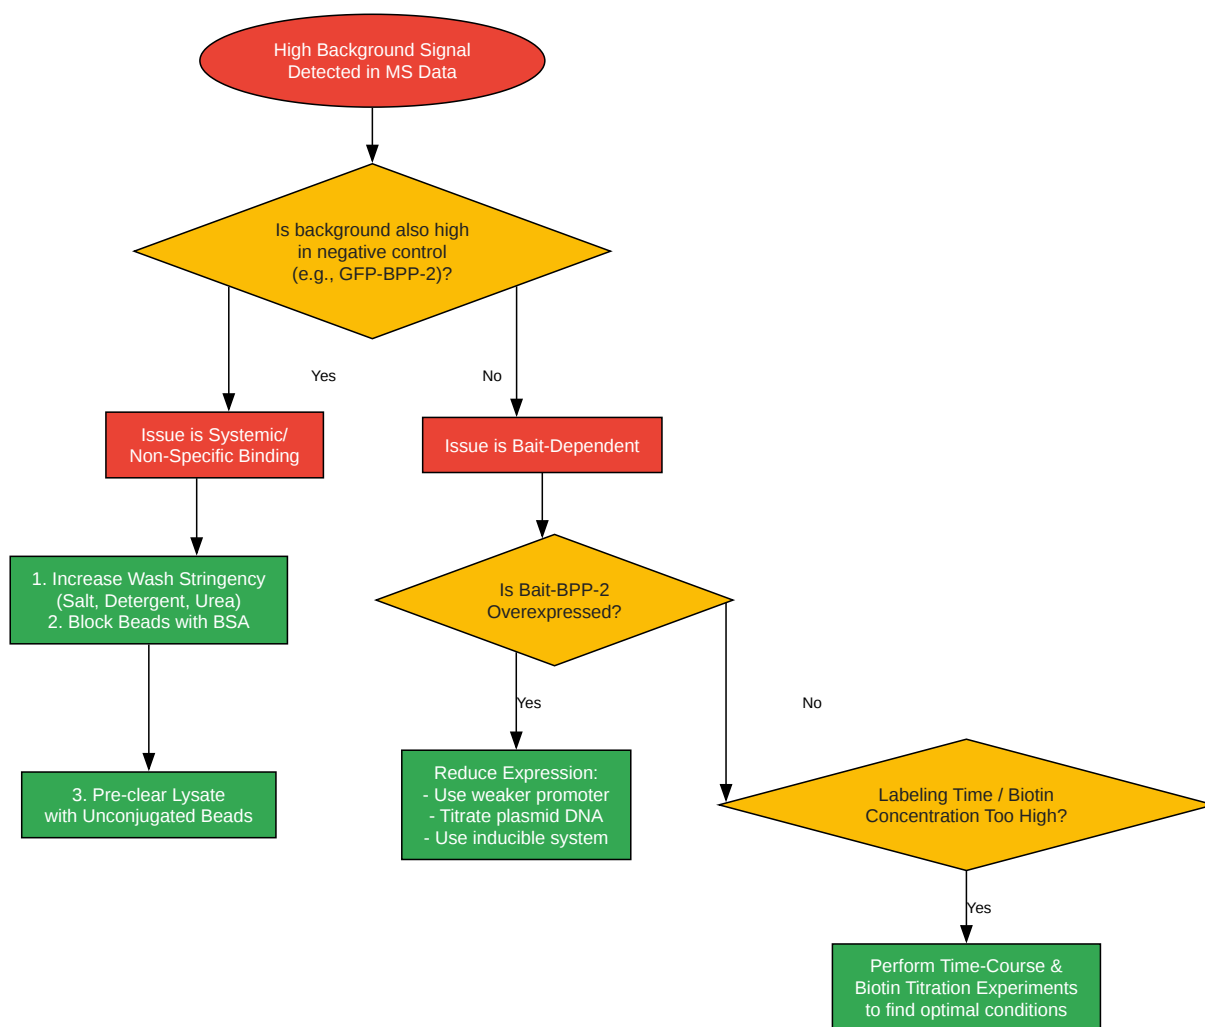 High Background Signal
Detected in MS Data
Is background also high
in negative control
(e.g., GFP-BPP-2)?
Yes
No
Issue is Systemic/
Non-Specific Binding
Issue is Bait-Dependent
1. Increase Wash Stringency
(Salt, Detergent, Urea)
2. Block Beads with BSA
Is Bait-BPP-2
Overexpressed?
Yes
No
3. Pre-clear Lysate
with Unconjugated Beads
Reduce Expression:
- Use weaker promoter
- Titrate plasmid DNA
- Use inducible system
Labeling Time / Biotin
Concentration Too High?
Yes
Perform Time-Course &
Biotin Titration Experiments
to find optimal conditions